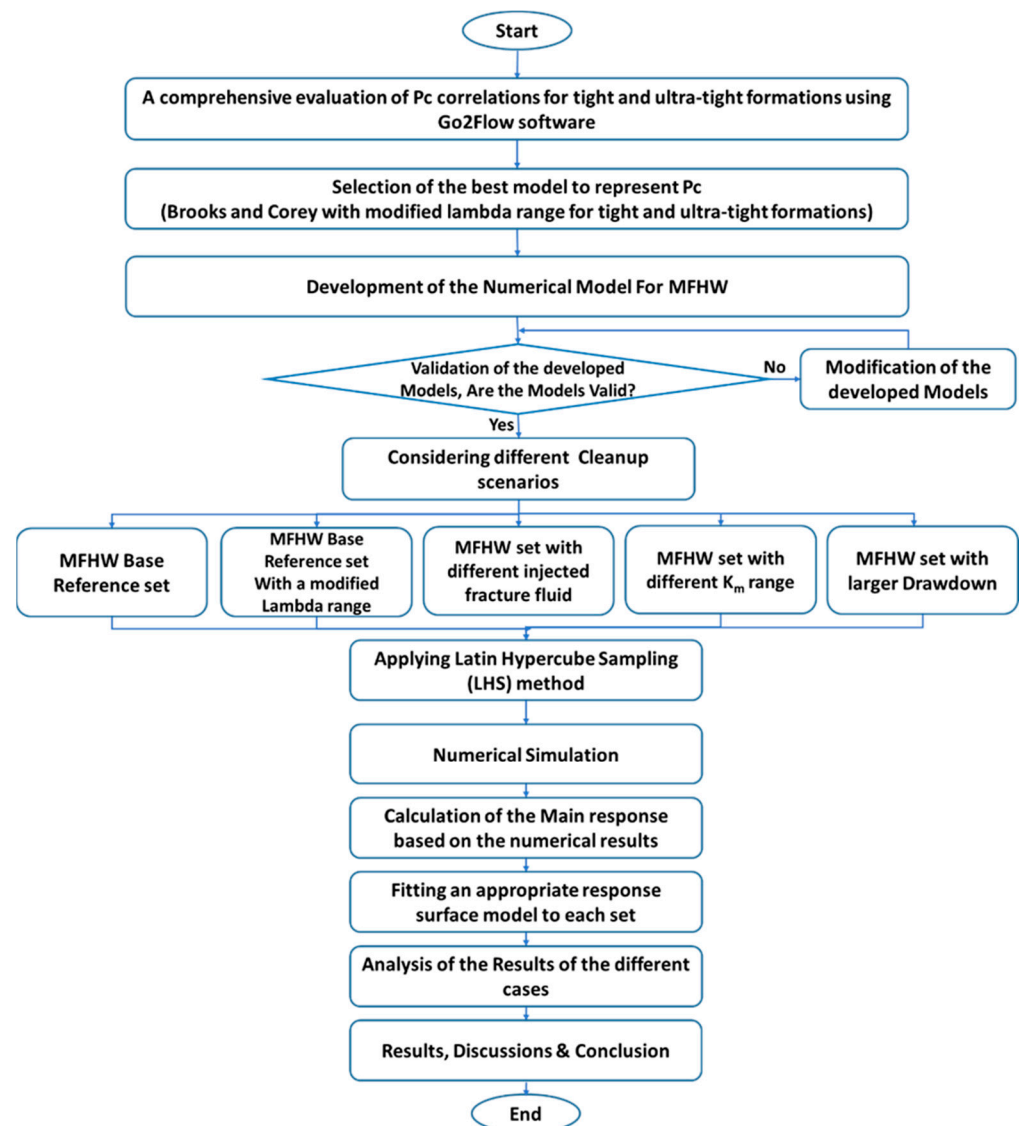 Start
A comprehensive evaluation of Pc correlations for tight and ultra-tight formations using
Go2Flow software
Selection of the best model to represent Pc
(Brooks and Corey with modified lambda range for tight and ultra-tight formations)
Development of the Numerical Model For MFHW
Validation of the developed
Models, Are the Models Valid?
No
Modification of the
developed Models
Yes
Considering different Cleanup
scenarios
MFHW Base
Reference set
MFHW Base
Reference set
With a modified
Lambda range
MFHW set with
different injected
fracture fluid
MFHW set with
different Km range
MFHW set with
larger Drawdown
Applying Latin Hypercube Sampling
(LHS) method
Numerical Simulation
Calculation of the Main response
based on the numerical results
Fitting an appropriate response
surface model to each set
Analysis of the Results of the different
cases
Results, Discussions & Conclusion
End